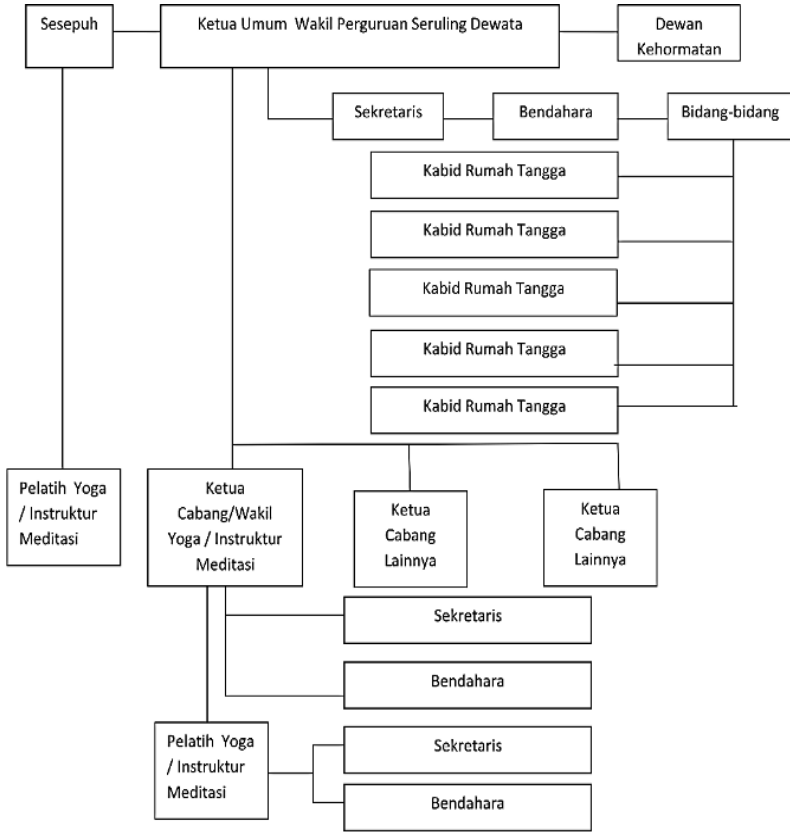 Sesepuh
Ketua Umum Wakil Perguruan Seruling Dewata
Dewan
Kehormatan
Sekretaris
Bendahara
Bidang-bidang
Kabid Rumah Tangga
Kabid Rumah Tangga
Kabid Rumah Tangga
Kabid Rumah Tangga
Kabid Rumah Tangga
Pelatih Yoga
/ Instruktur
Meditasi
Ketua
Cabang/Wakil
Yoga / Instruktur
Meditasi
Ketua
Cabang
Lainnya
Ketua
Cabang
Lainnya
Sekretaris
Bendahara
Pelatih Yoga
/ Instruktur
Meditasi
Sekretaris
Bendahara